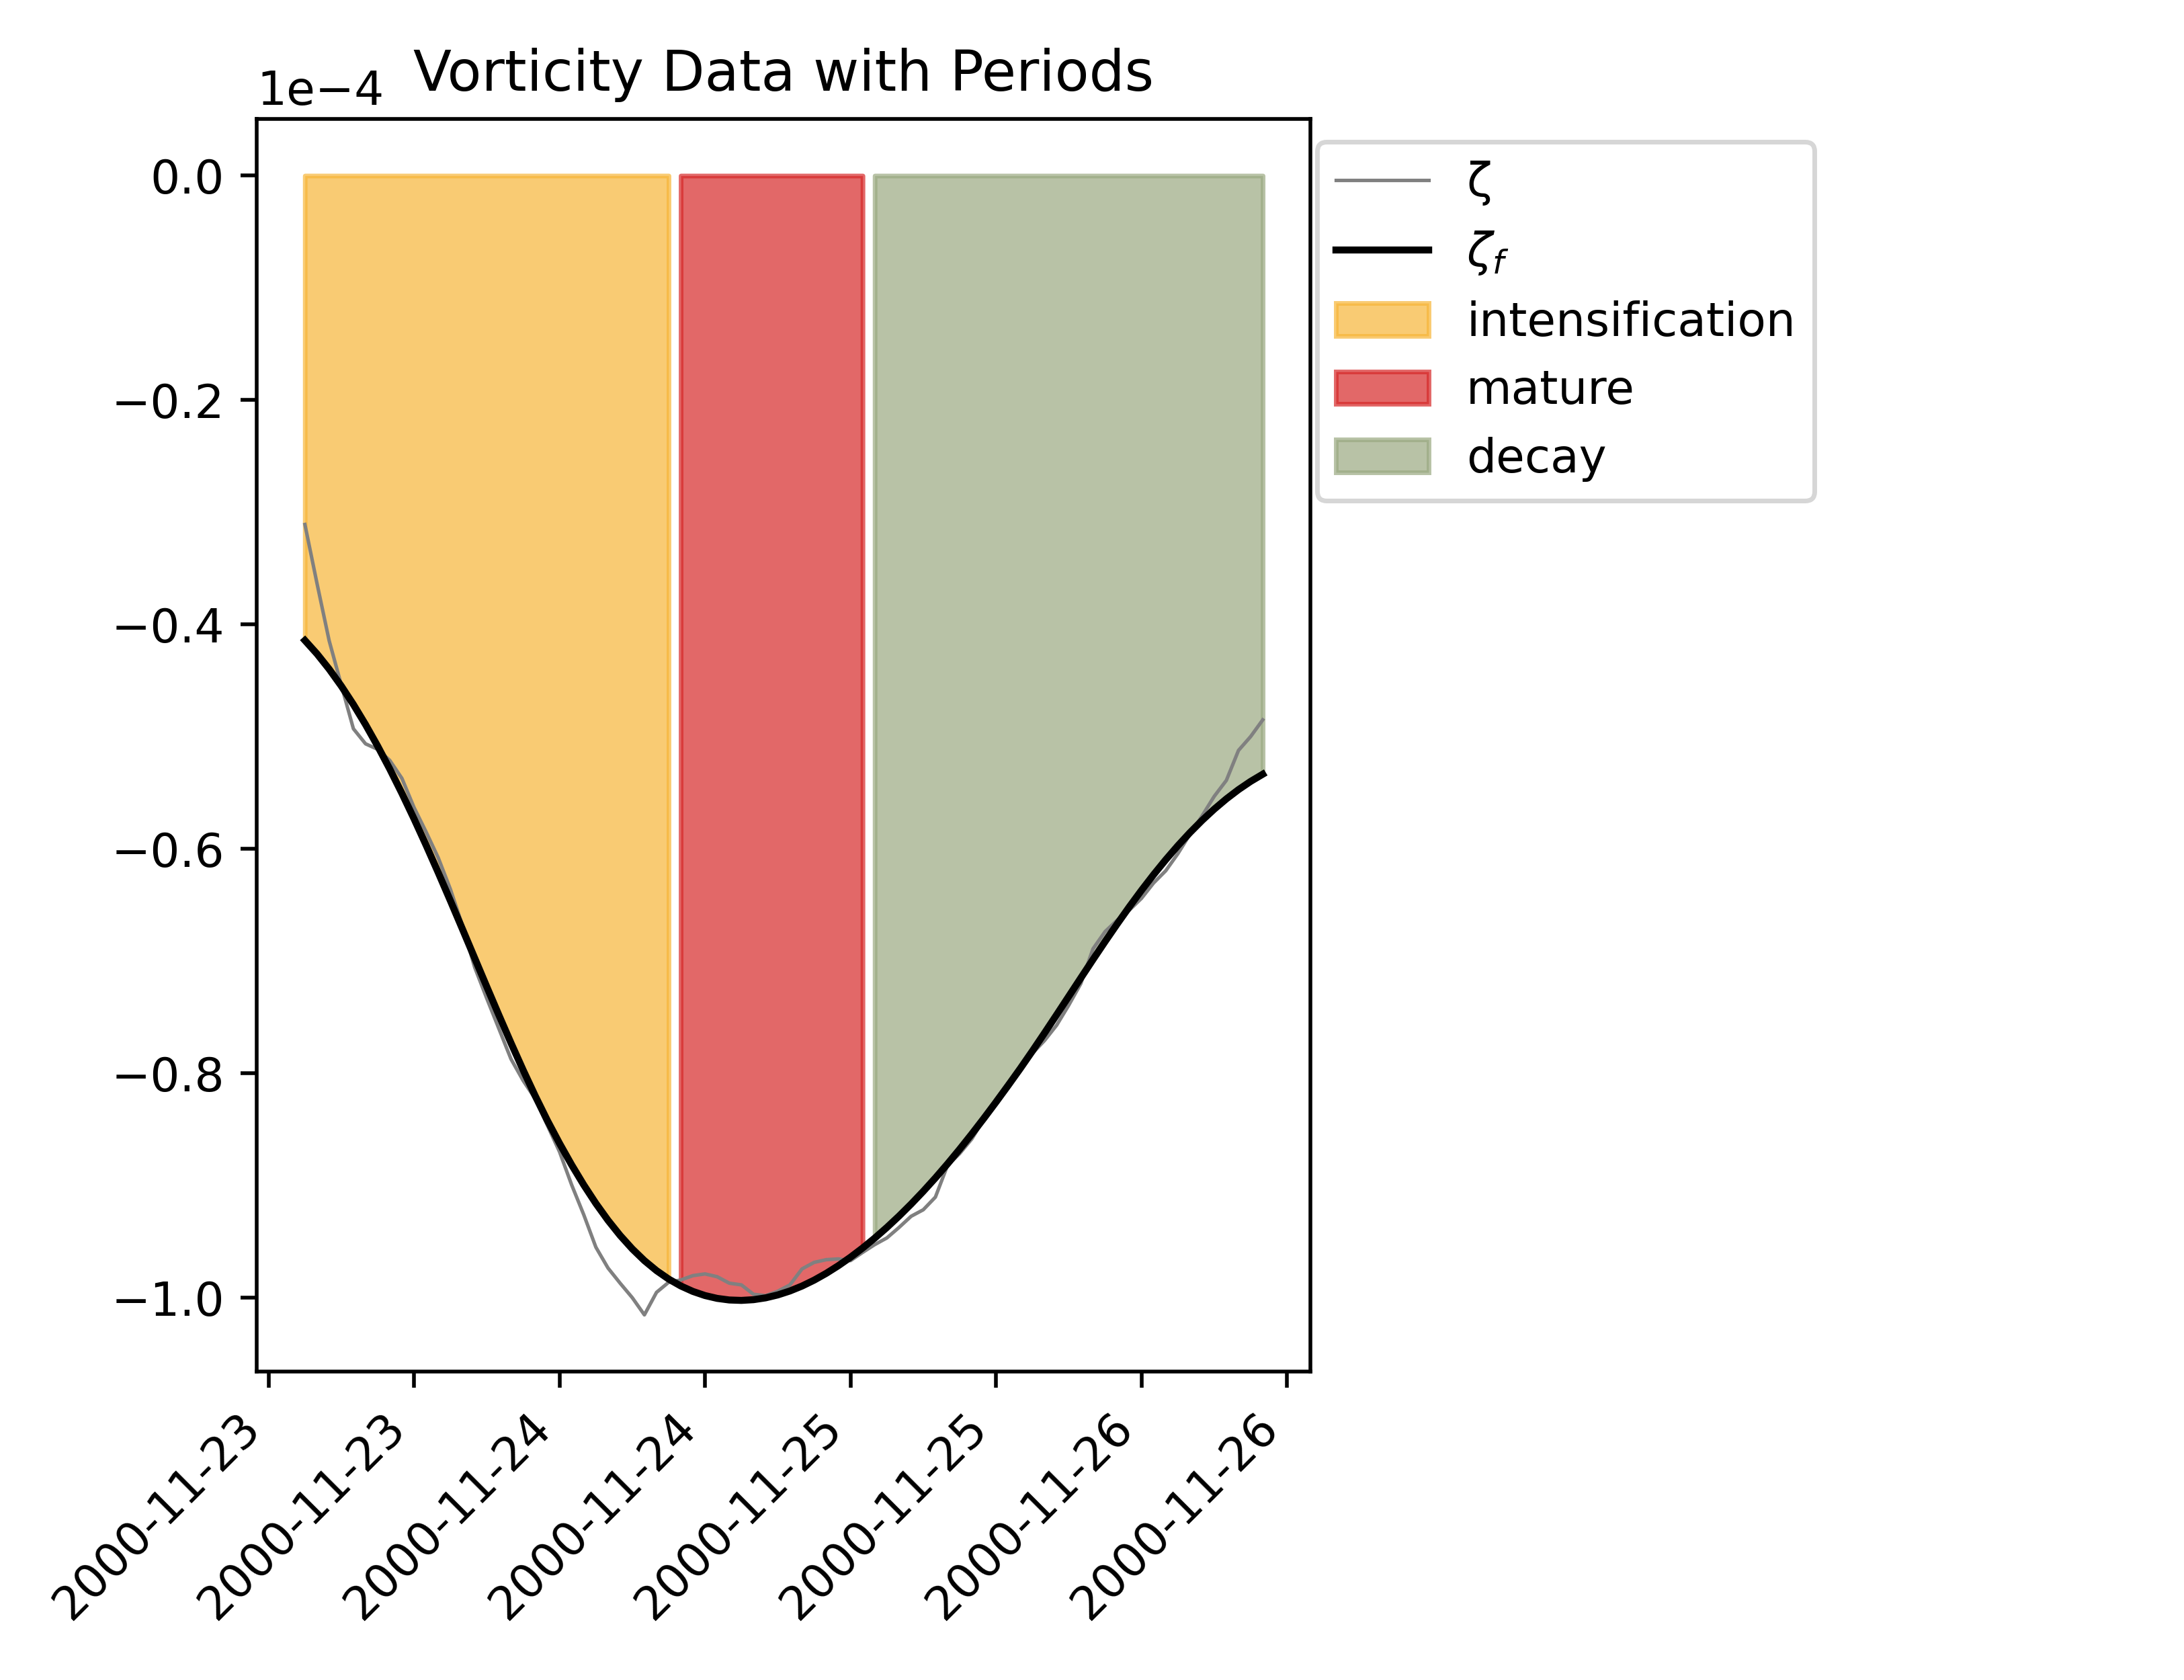 Vorticity Data with Periods
1e−4
0.0
−0.2
−0.4
−0.6
−0.8
−1.0
2000-11-23
2000-11-23
2000-11-24
2000-11-24
2000-11-25
2000-11-25
2000-11-26
2000-11-26
ζ
ζf
intensification
mature
decay